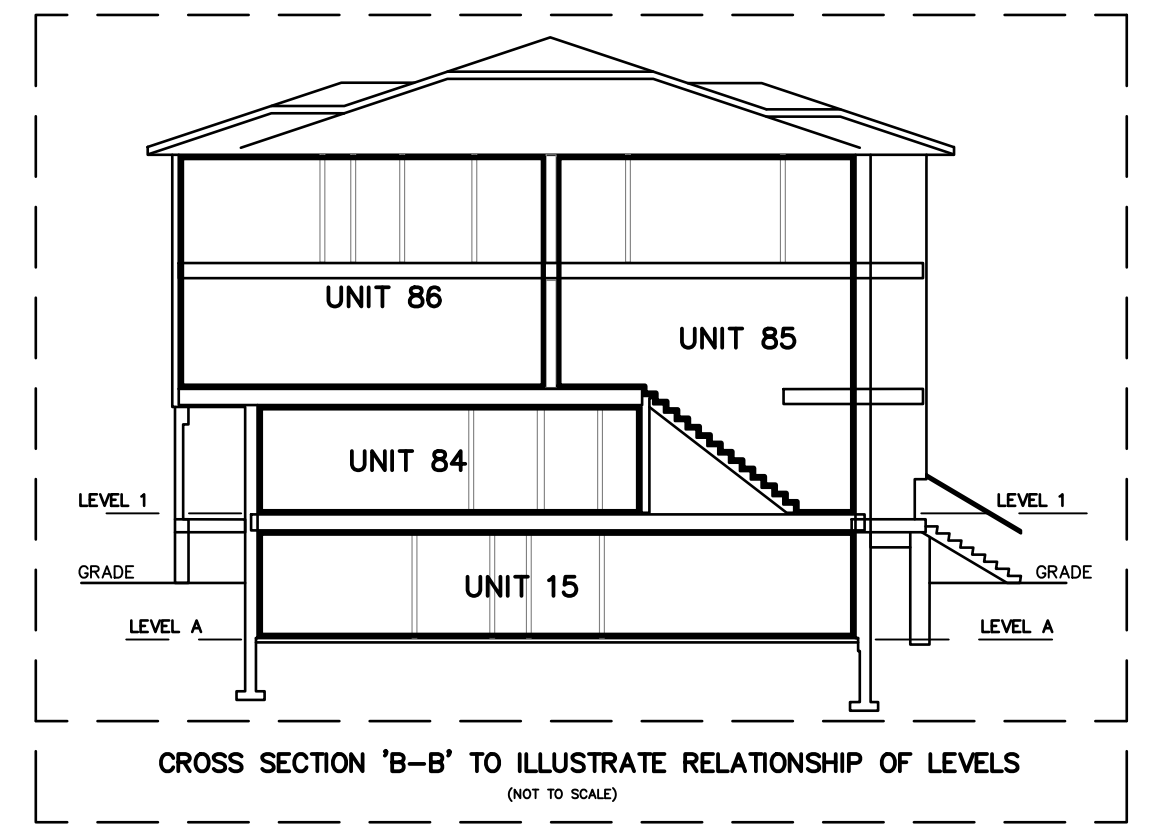 UNIT 86
UNIT 85
UNIT 84
LEVEL 1
LEVEL 1
GRADE
GRADE
UNIT 15
LEVEL A
LEVEL A
CROSS SECTION 'B-B' TO ILLUSTRATE RELATIONSHIP OF LEVELS
(NOT TO SCALE)